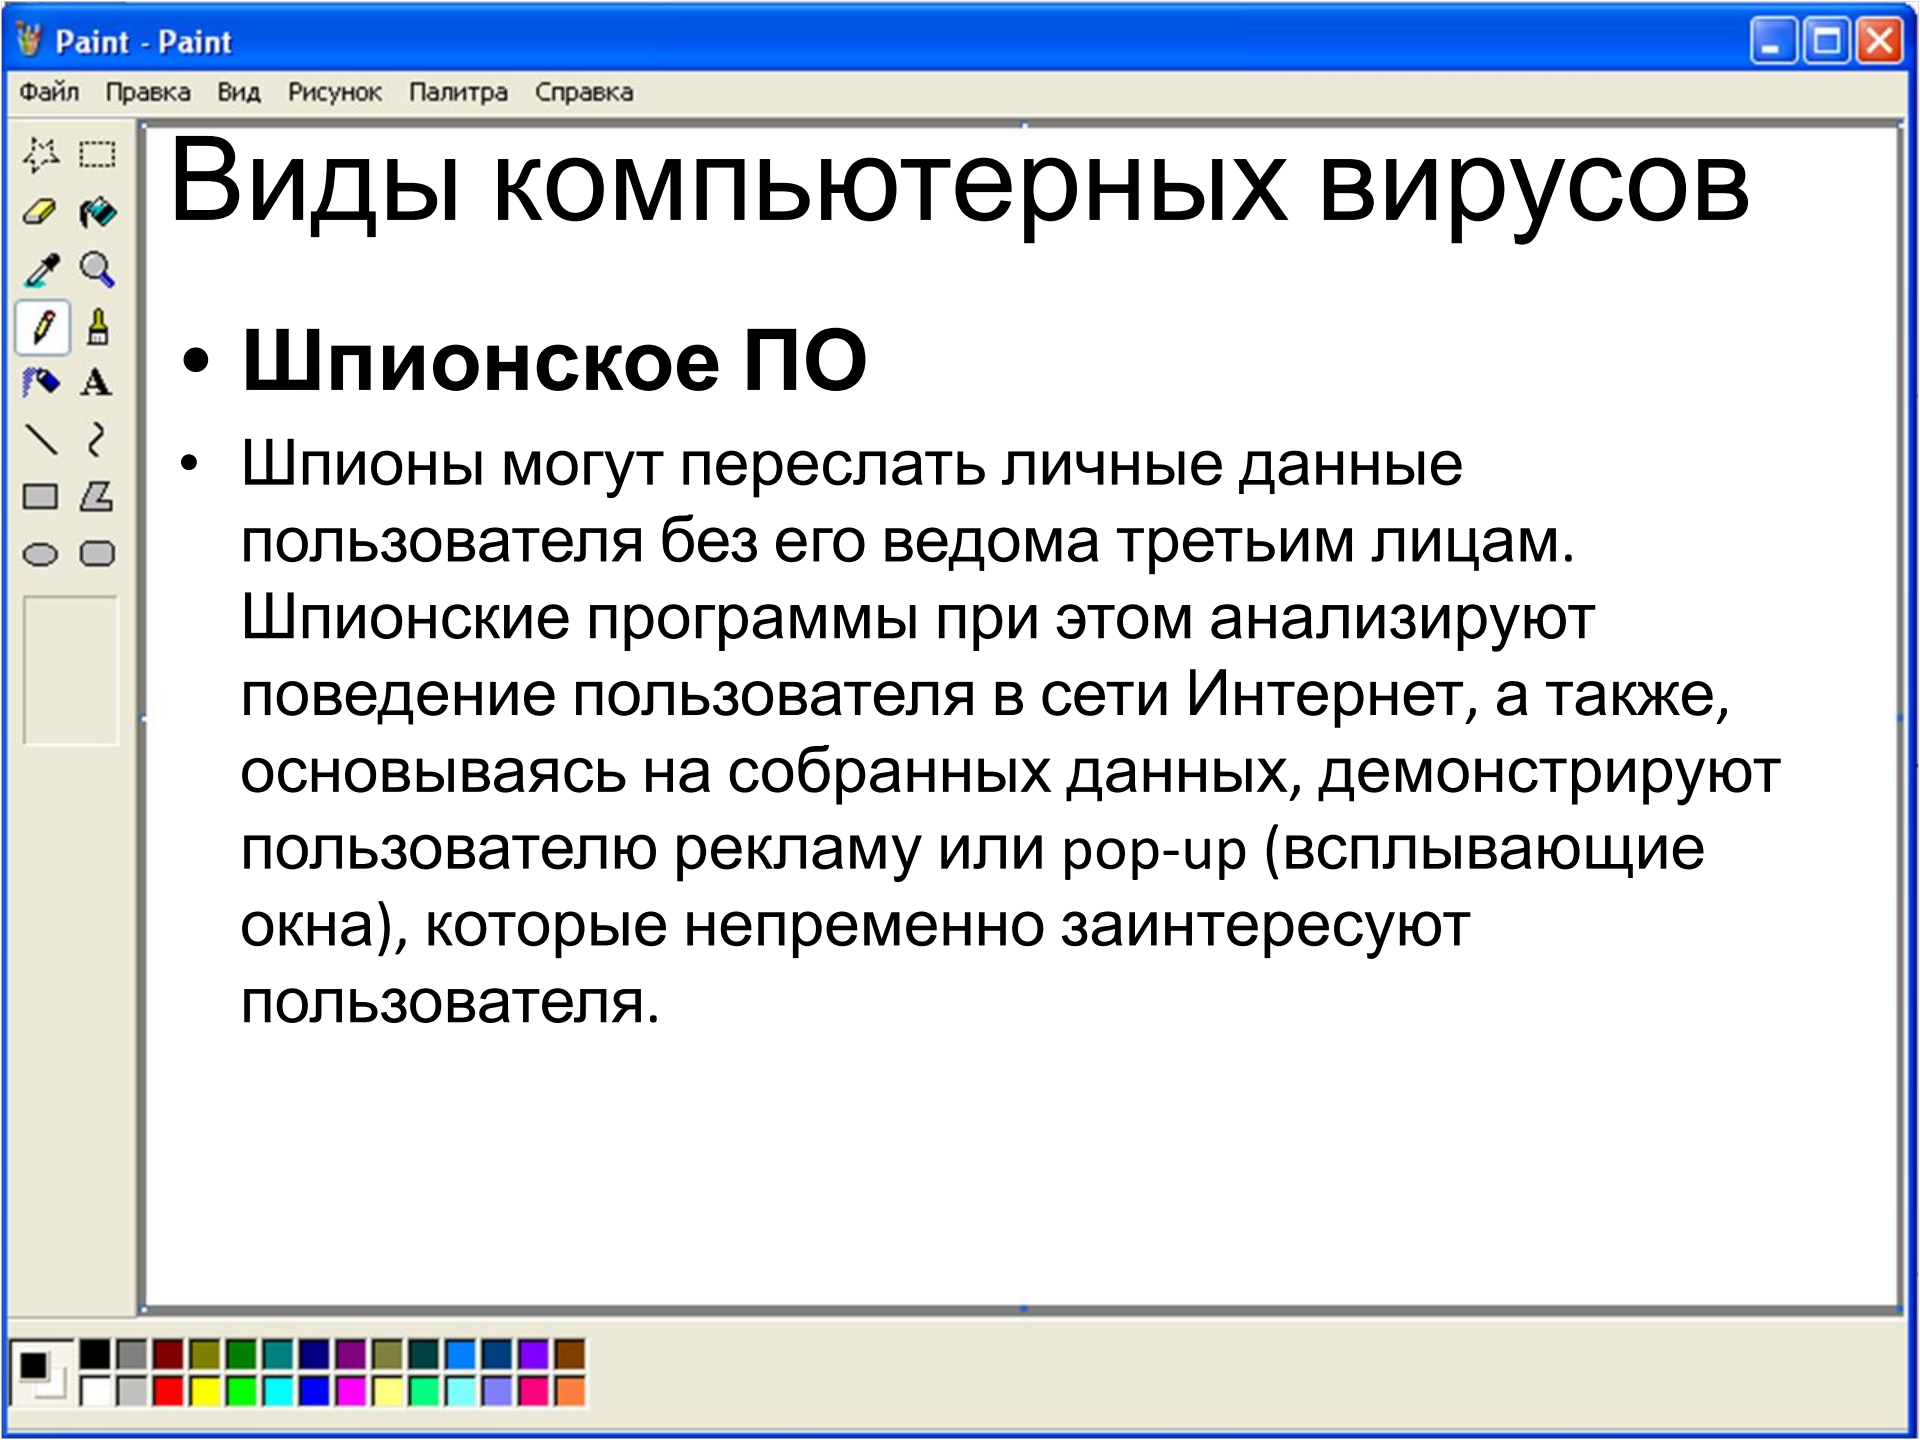 Paint - Paint
Файл Правка Вид Рисунок Палитра Справка
Виды компьютерных вирусов
• Шпионское ПО
• Шпионы могут переслать личные данные
пользователя без его ведома третьим лицам.
Шпионские программы при этом анализируют
поведение пользователя в сети Интернет, а также,
основываясь на собранных данных, демонстрируют
пользователю рекламу или pop-up (всплывающие
окна), которые непременно заинтересуют
пользователя.
A